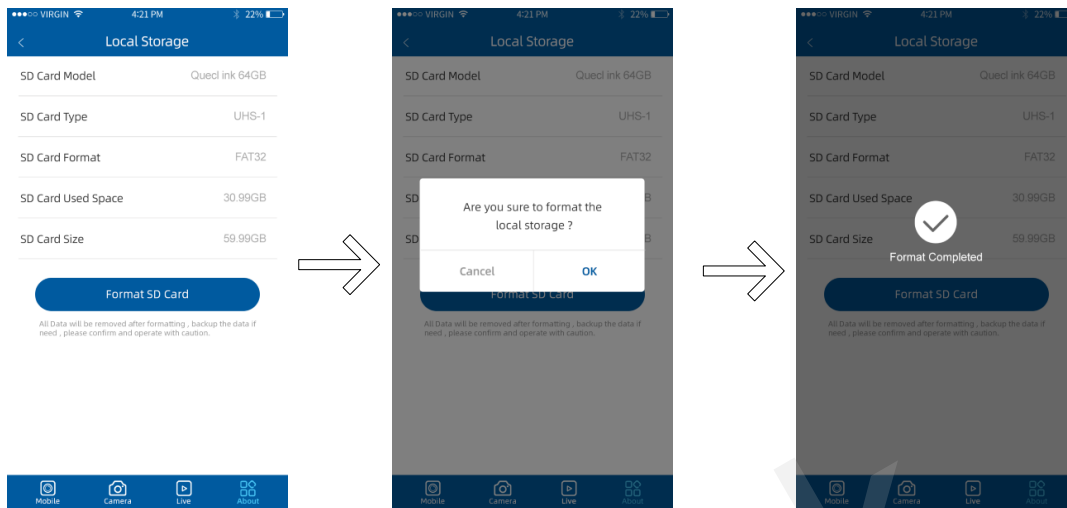 VIRGIN 4:21 PM 22%
Local Storage
SD Card Model Quecl ink 64GB
SD Card Type UHS-1
SD Card Format FAT32
SD Card Used Space 30.99GB
SD Card Size 59.99GB
Format SD Card
All Data will be removed after formatting , backup the data if
need , please confirm and operate with caution.
Mobile Camera Live About
VIRGIN 4:21 PM 22%
Local Storage
SD Card Model Quecl ink 64GB
SD Card Type UHS-1
SD Card Format FAT32
SD B
Are you sure to format the
local storage ?
SD B
Cancel OK
Format SD Card
All Data will be removed after formatting , backup the data if
need , please confirm and operate with caution.
Mobile Camera Live About
VIRGIN 4:21 PM 22%
Local Storage
SD Card Model Quecl ink 64GB
SD Card Type UHS-1
SD Card Format FAT32
SD Card Used Space 30.99GB
SD Card Size 59.99GB
Format Completed
Format SD Card
All Data will be removed after formatting , backup the data if
need , please confirm and operate with caution.
Mobile Camera Live About